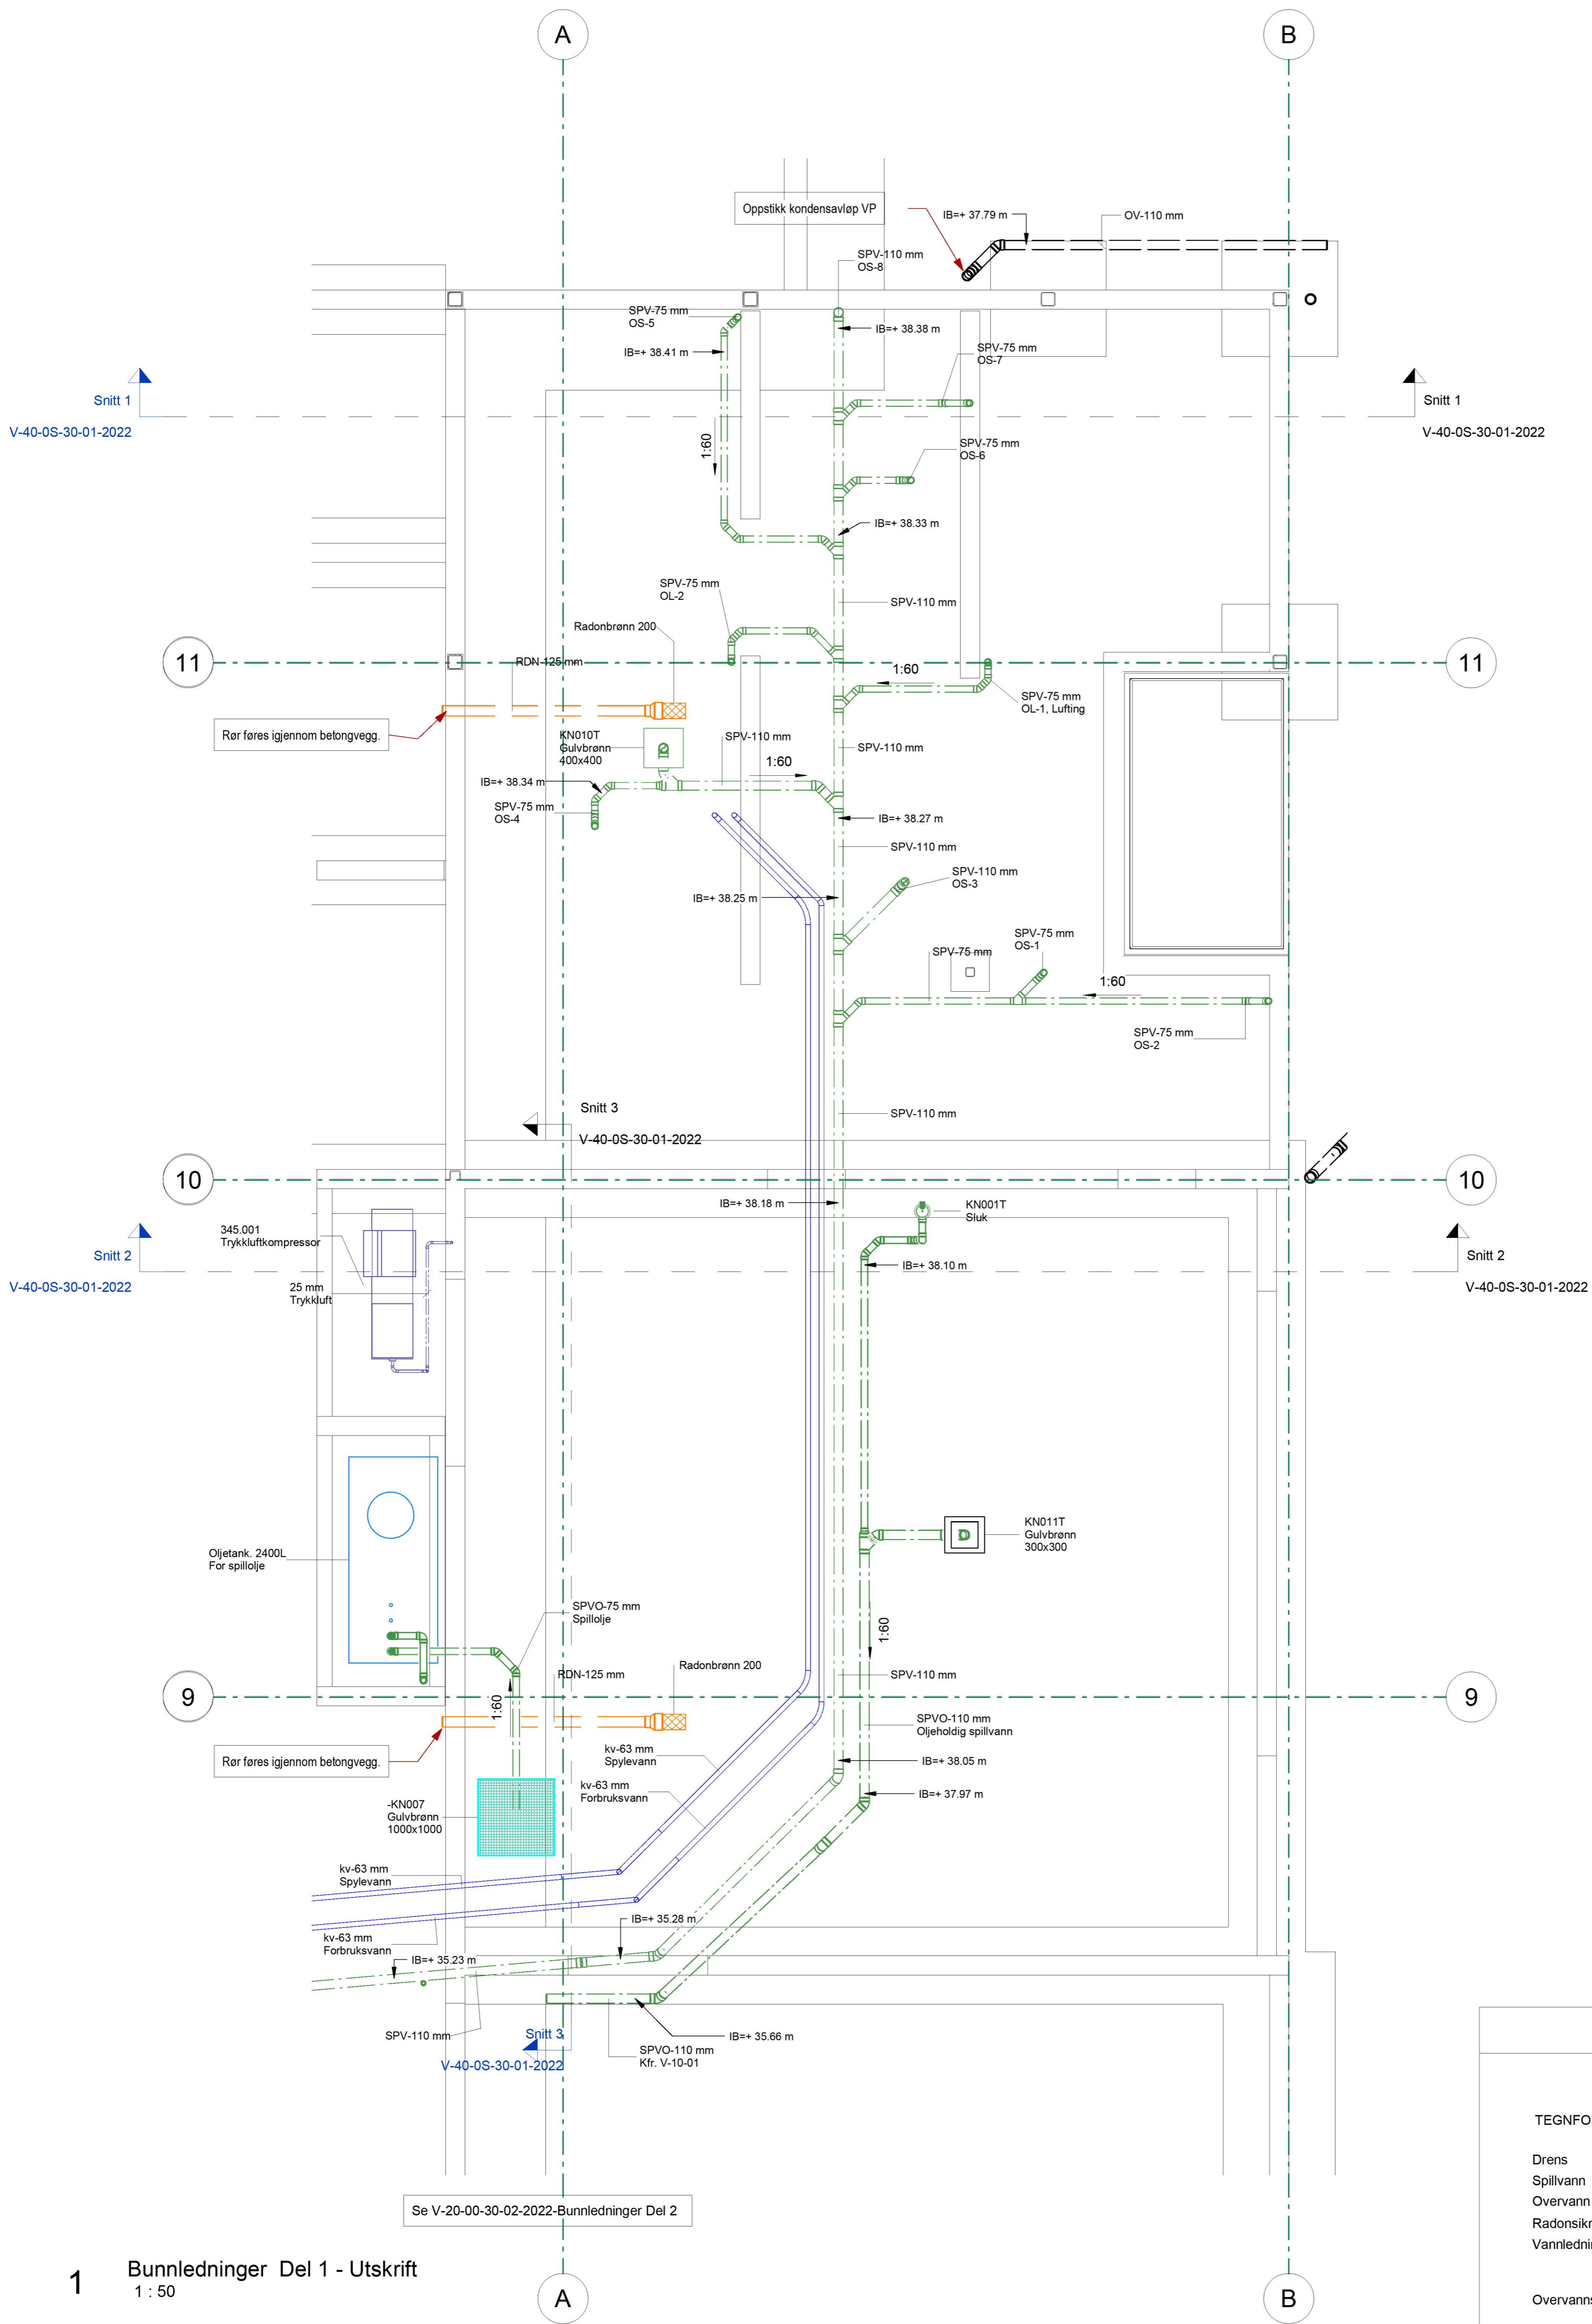 A
B
Oppstikk kondensavløp VP
IB=+ 37.79 m
OV-110 mm
SPV-110 mm
OS-8
SPV-75 mm
OS-5
IB=+ 38.38 m
IB=+ 38.41 m
SPV-75 mm
OS-7
Snitt 1
V-40-0S-30-01-2022
Snitt 1
V-40-0S-30-01-2022
1:60
SPV-75 mm
OS-6
IB=+ 38.33 m
SPV-75 mm
OL-2
SPV-110 mm
Radonbrønn 200
11
RDN-125 mm
1:60
11
SPV-75 mm
OL-1, Lufting
Rør føres igjennom betongvegg.
KN010T
Gulvbrønn
400x400
SPV-110 mm
SPV-110 mm
1:60
IB=+ 38.34 m
SPV-75 mm
OS-4
IB=+ 38.27 m
SPV-110 mm
SPV-110 mm
OS-3
IB=+ 38.25 m
SPV-75 mm
OS-1
SPV-75 mm
1:60
SPV-75 mm
OS-2
Snitt 3
V-40-0S-30-01-2022
SPV-110 mm
10
10
IB=+ 38.18 m
KN001T
Sluk
345.001
Trykkluftkompressor
Snitt 2
V-40-0S-30-01-2022
Snitt 2
V-40-0S-30-01-2022
IB=+ 38.10 m
25 mm
Trykkluft
KN011T
Gulvbrønn
300x300
Oljetank. 2400L
For spillolje
SPVO-75 mm
Spillolje
1:60
RDN-125 mm
Radonbrønn 200
SPV-110 mm
9
1:60
9
SPVO-110 mm
Oljeholdig spillvann
Rør føres igjennom betongvegg.
kv-63 mm
Spylevann
IB=+ 38.05 m
kv-63 mm
Forbruksvann
IB=+ 37.97 m
-KN007
Gulvbrønn
1000x1000
kv-63 mm
Spylevann
IB=+ 35.28 m
kv-63 mm
Forbruksvann
IB=+ 35.23 m
SPV-110 mm
Snitt 3
V-40-0S-30-01-2022
IB=+ 35.66 m
SPVO-110 mm
Kfr. V-10-01
TEGNFO
Drens
Spillvann
Overvann
Radonsikr
Vannlednin
Overvanns
Se V-20-00-30-02-2022-Bunnledninger Del 2
1
Bunnledninger Del 1 - Utskrift
1 : 50
A
B